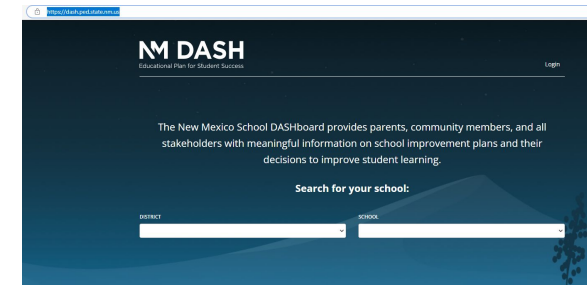 https://dash.ped.state.nm.us
NM DASH
Educational Plan for Student Success
Login
The New Mexico School DASHboard provides parents, community members, and all
stakeholders with meaningful information on school improvement plans and their
decisions to improve student learning.
Search for your school:
DISTRICT
SCHOOL